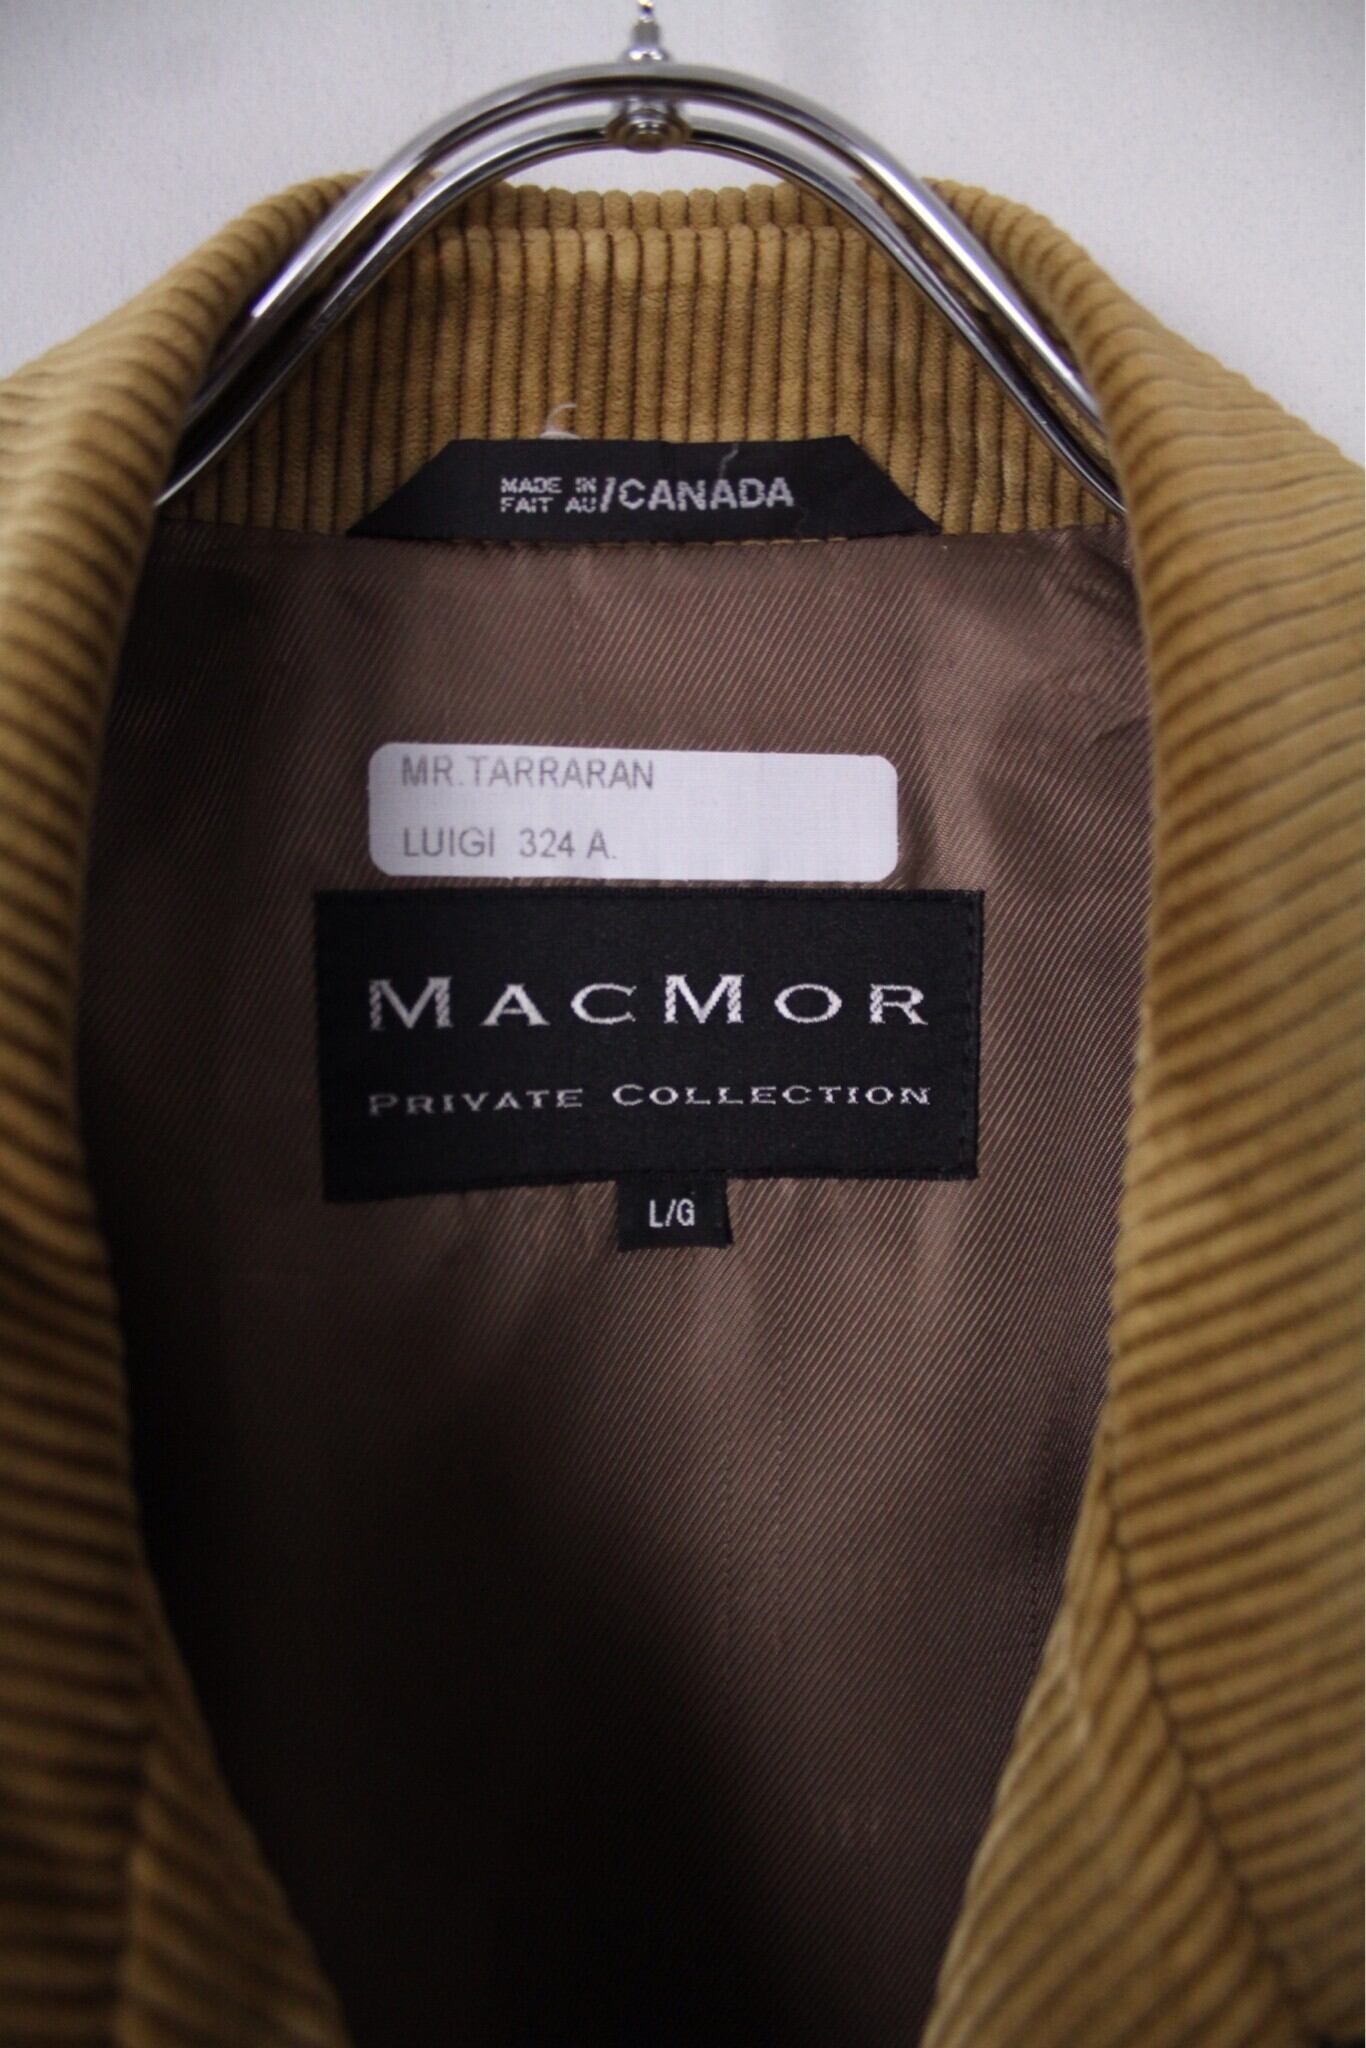 MADE IN
FAIT AU/CANADA
MR.TARRARAN
LUIGI 324 A.
MACMOR
PRIVATE COLLECTION
L/G